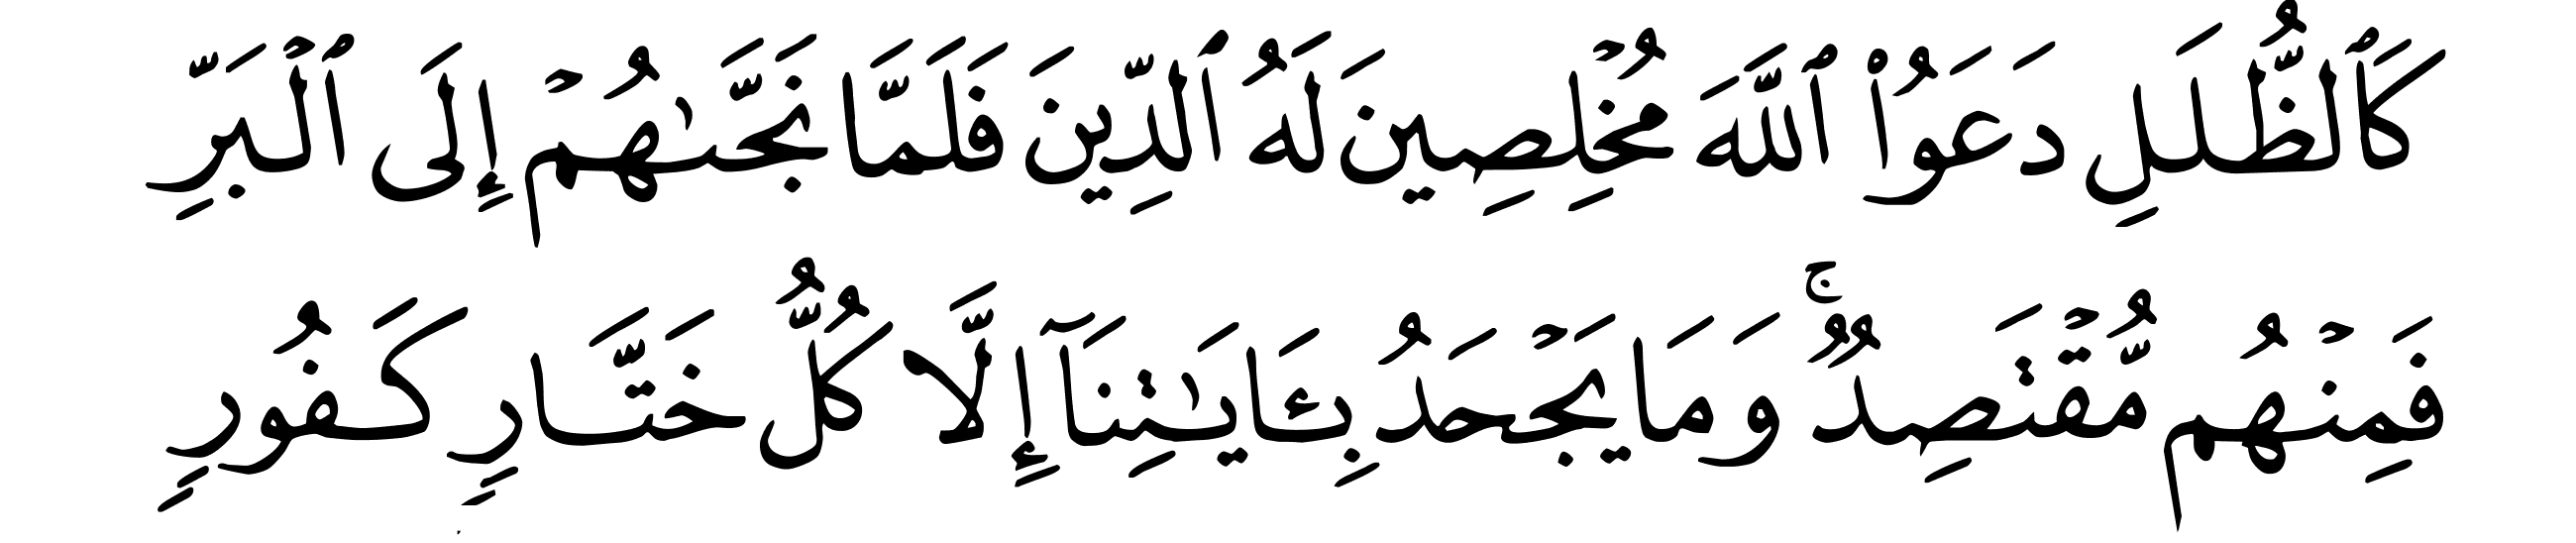 كَٱلظُّلَلِ دَعَوُا۟ ٱللَّهَ مُخْلِصِينَ لَهُ ٱلدِّينَ فَلَمَّا نَجَّىٰهُمْ إِلَى ٱلْبَرِّ
فَمِنْهُم مُّقْتَصِدٌ ۚ وَمَا يَجْحَدُ بِـَٔايَـٰتِنَآ إِلَّا كُلُّ خَتَّارٍ كَفُورٍ